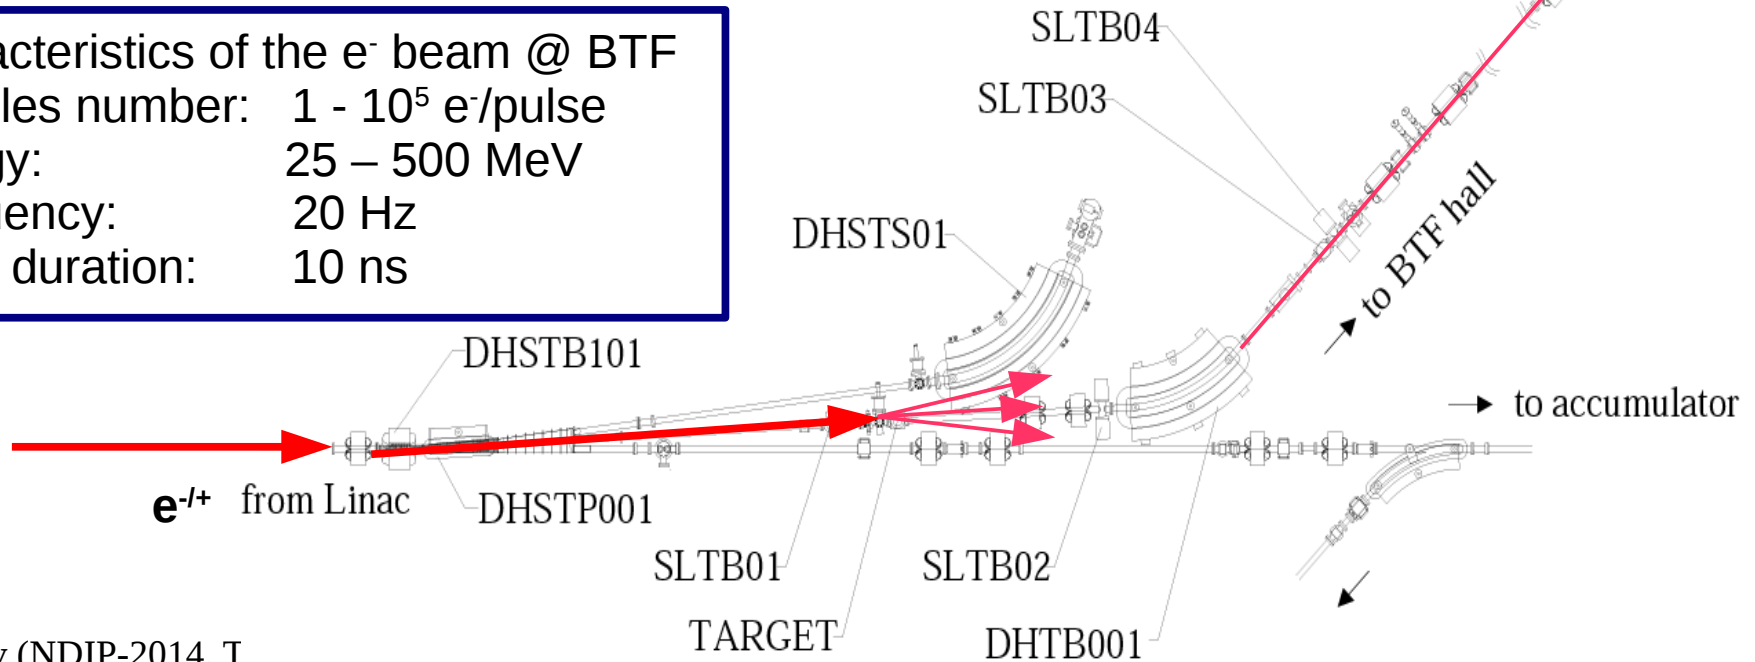 acteristics of the e- beam @ BTF
les number: 1 - 10⁵ e-/pulse
gy: 25 – 500 MeV
uency: 20 Hz
duration: 10 ns
SLTB04
SLTB03
DHSTS01
to BTF hall
DHSTB101
to accumulator
e-/+ from Linac
DHSTP001
SLTB01
SLTB02
TARGET
DHTB001
(NDIP-2014, T